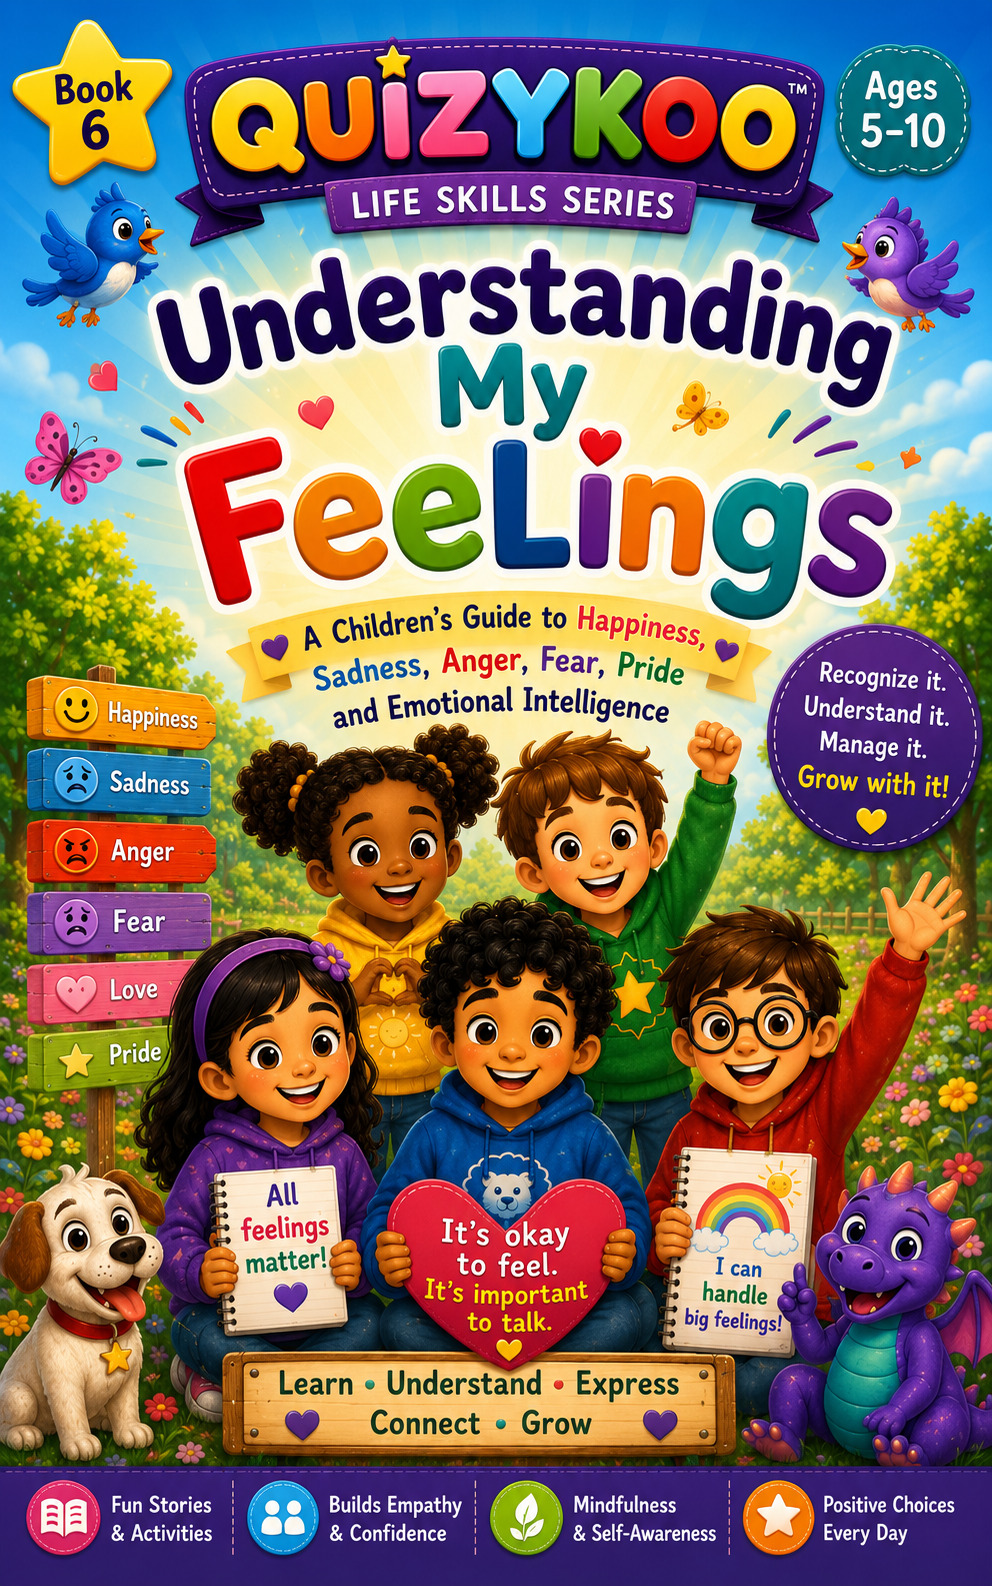 Book
6
QUiZYKOO™
LIFE SKILLS SERIES
Ages
5-10
Understanding
My
FeeLings
A Children's Guide to Happiness,
Sadness, Anger, Fear, Pride
and Emotional Intelligence
Recognize it.
Understand it.
Manage it.
Grow with it!
Happiness
Sadness
Anger
Fear
Love
Pride
All
feelings
matter!
It's okay
to feel.
It's important
to talk.
I can
handle
big feelings!
Learn • Understand • Express
Connect • Grow
Fun Stories
& Activities
Builds Empathy
& Confidence
Mindfulness
& Self-Awareness
Positive Choices
Every Day